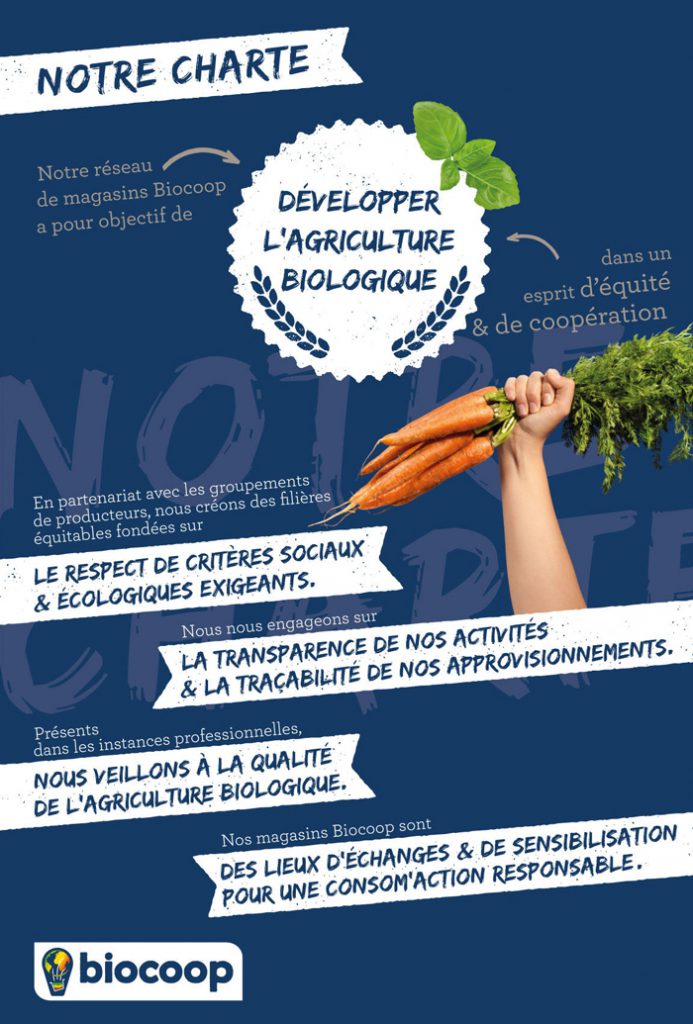 NOTRE CHARTE
Notre réseau
de magasins Biocoop
a pour objectif de
DÉVELOPPER
L'AGRICULTURE
BIOLOGIQUE
dans un
esprit d'équité
& de coopération
NOTRE
CHARTE
En partenariat avec les groupements
de producteurs, nous créons des filières
équitables fondées sur
LE RESPECT DE CRITÈRES SOCIAUX
& ÉCOLOGIQUES EXIGEANTS.
Nous nous engageons sur
LA TRANSPARENCE DE NOS ACTIVITÉS
& LA TRAÇABILITÉ DE NOS APPROVISIONNEMENTS.
Présents
dans les instances professionnelles,
NOUS VEILLONS À LA QUALITÉ
DE L'AGRICULTURE BIOLOGIQUE.
Nos magasins Biocoop sont
DES LIEUX D'ÉCHANGES & DE SENSIBILISATION
POUR UNE CONSOM'ACTION RESPONSABLE.
biocoop